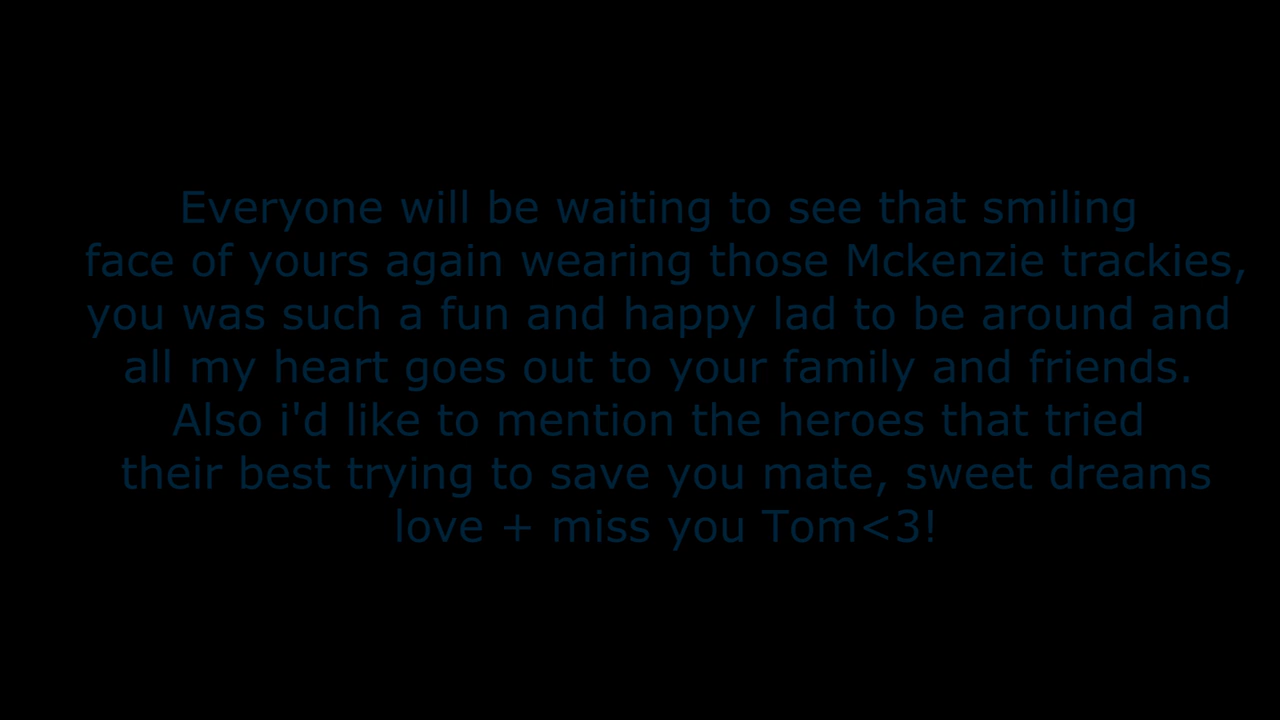 Everyone will be waiting to see that smiling
face of yours again wearing those Mckenzie trackies,
you was such a fun and happy lad to be around and
all my heart goes out to your family and friends.
Also i'd like to mention the heroes that tried
their best trying to save you mate, sweet dreams
love + miss you Tom<3!